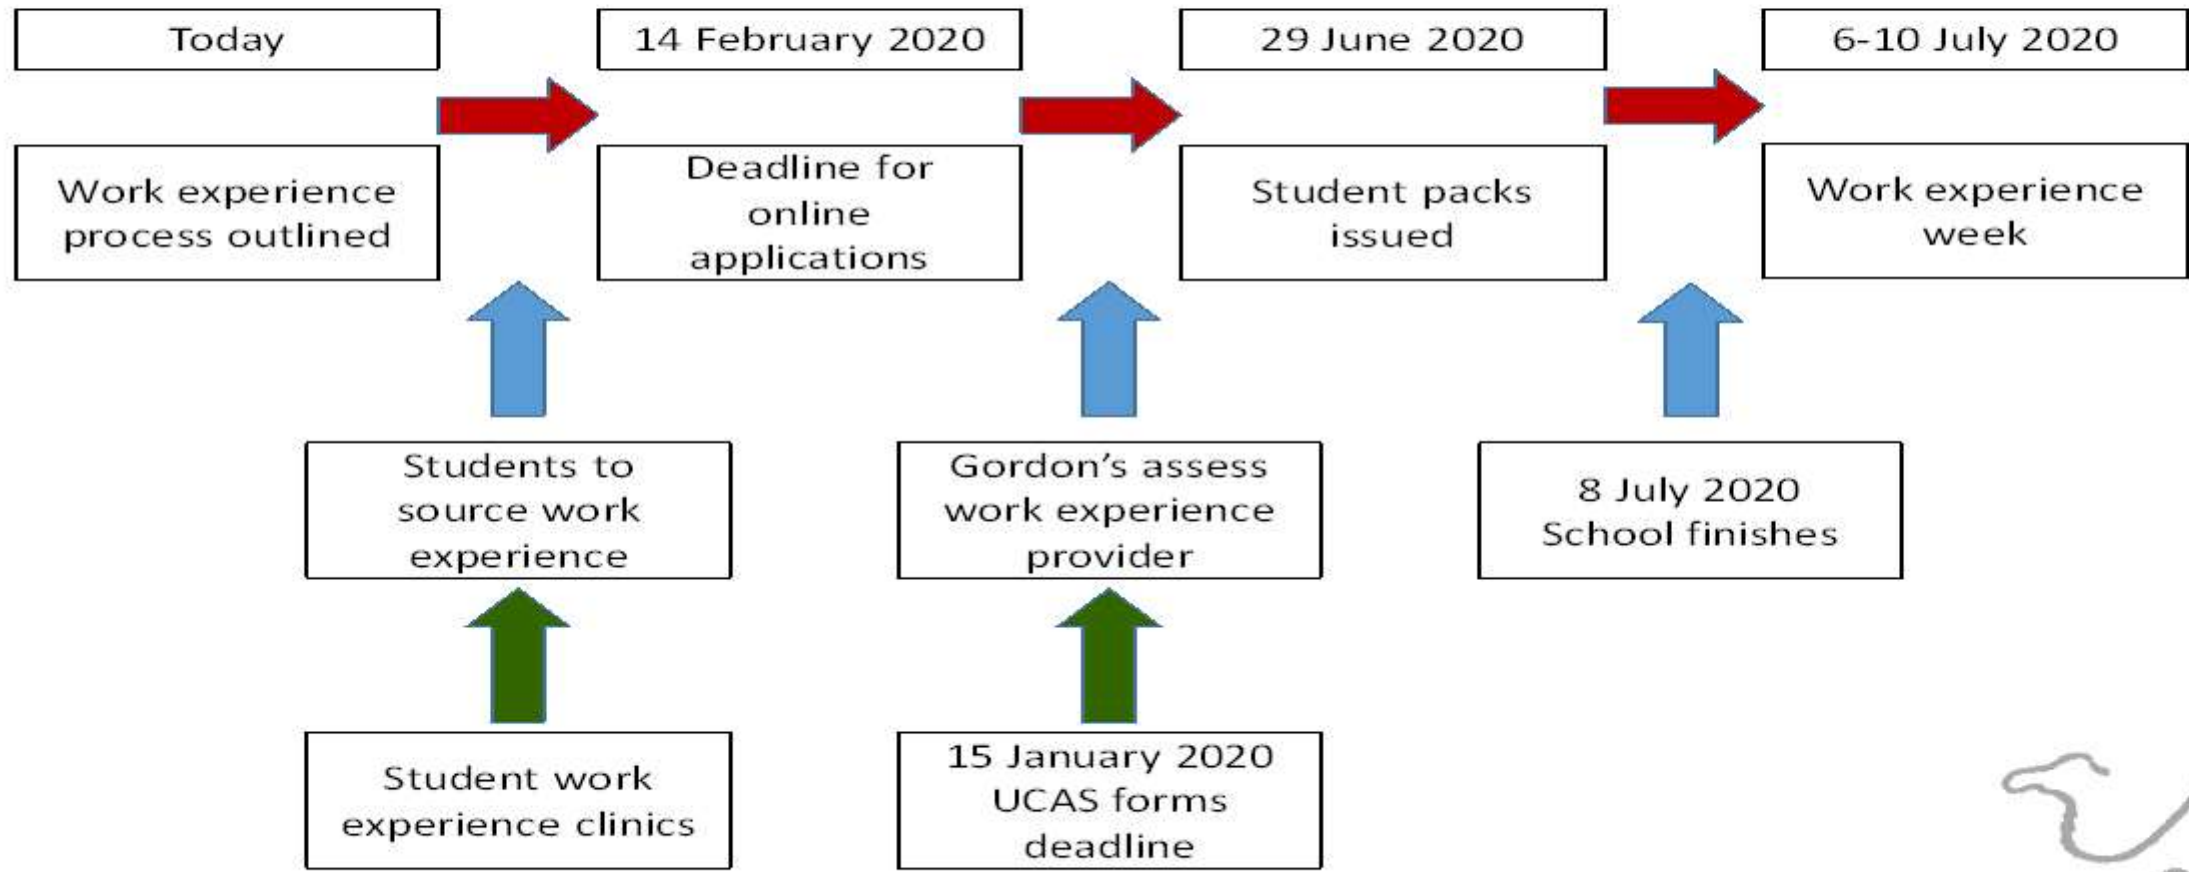 Today
14 February 2020
29 June 2020
6-10 July 2020
Work experience
process outlined
Deadline for
online
applications
Student packs
issued
Work experience
week
Students to
source work
experience
Gordon’s assess
work experience
provider
8 July 2020
School finishes
Student work
experience clinics
15 January 2020
UCAS forms
deadline